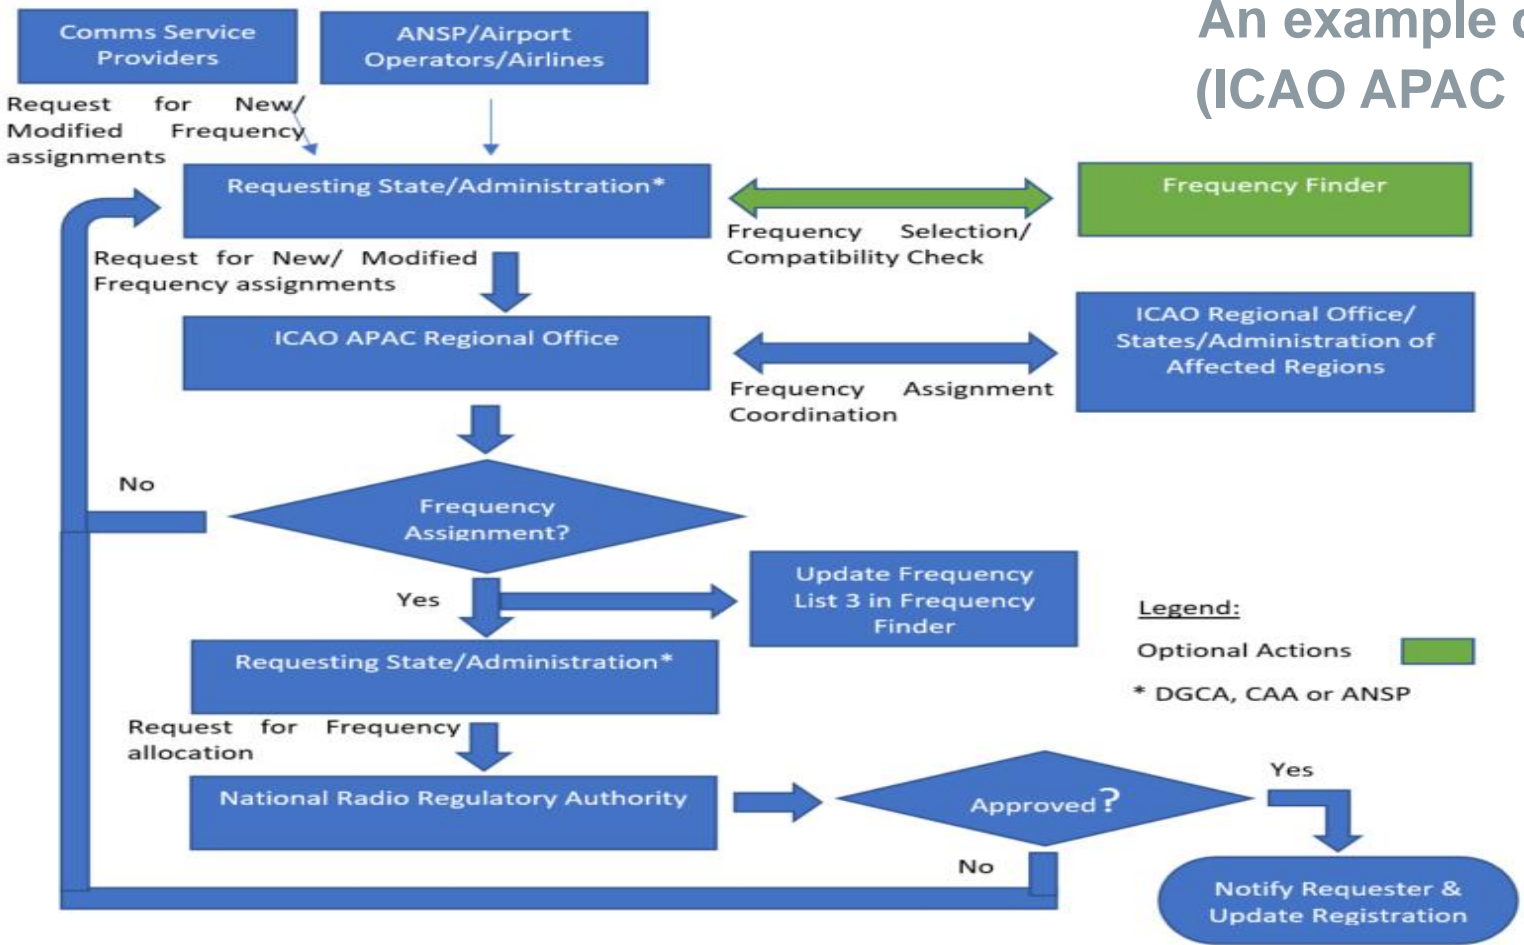 An example
(ICAO APAC
Comms Service
Providers
ANSP/Airport
Operators/Airlines
Request for New/
Modified Frequency
assignments
Requesting State/Administration*
Frequency Finder
Frequency Selection/
Compatibility Check
Request for New/ Modified
Frequency assignments
ICAO APAC Regional Office
ICAO Regional Office/
States/Administration of
Affected Regions
Frequency Assignment
Coordination
No
Frequency
Assignment?
Yes
Update Frequency
List 3 in Frequency
Finder
Legend:
Optional Actions
* DGCA, CAA or ANSP
Requesting State/Administration*
Request for Frequency
allocation
National Radio Regulatory Authority
Approved?
Yes
No
Notify Requester &
Update Registration